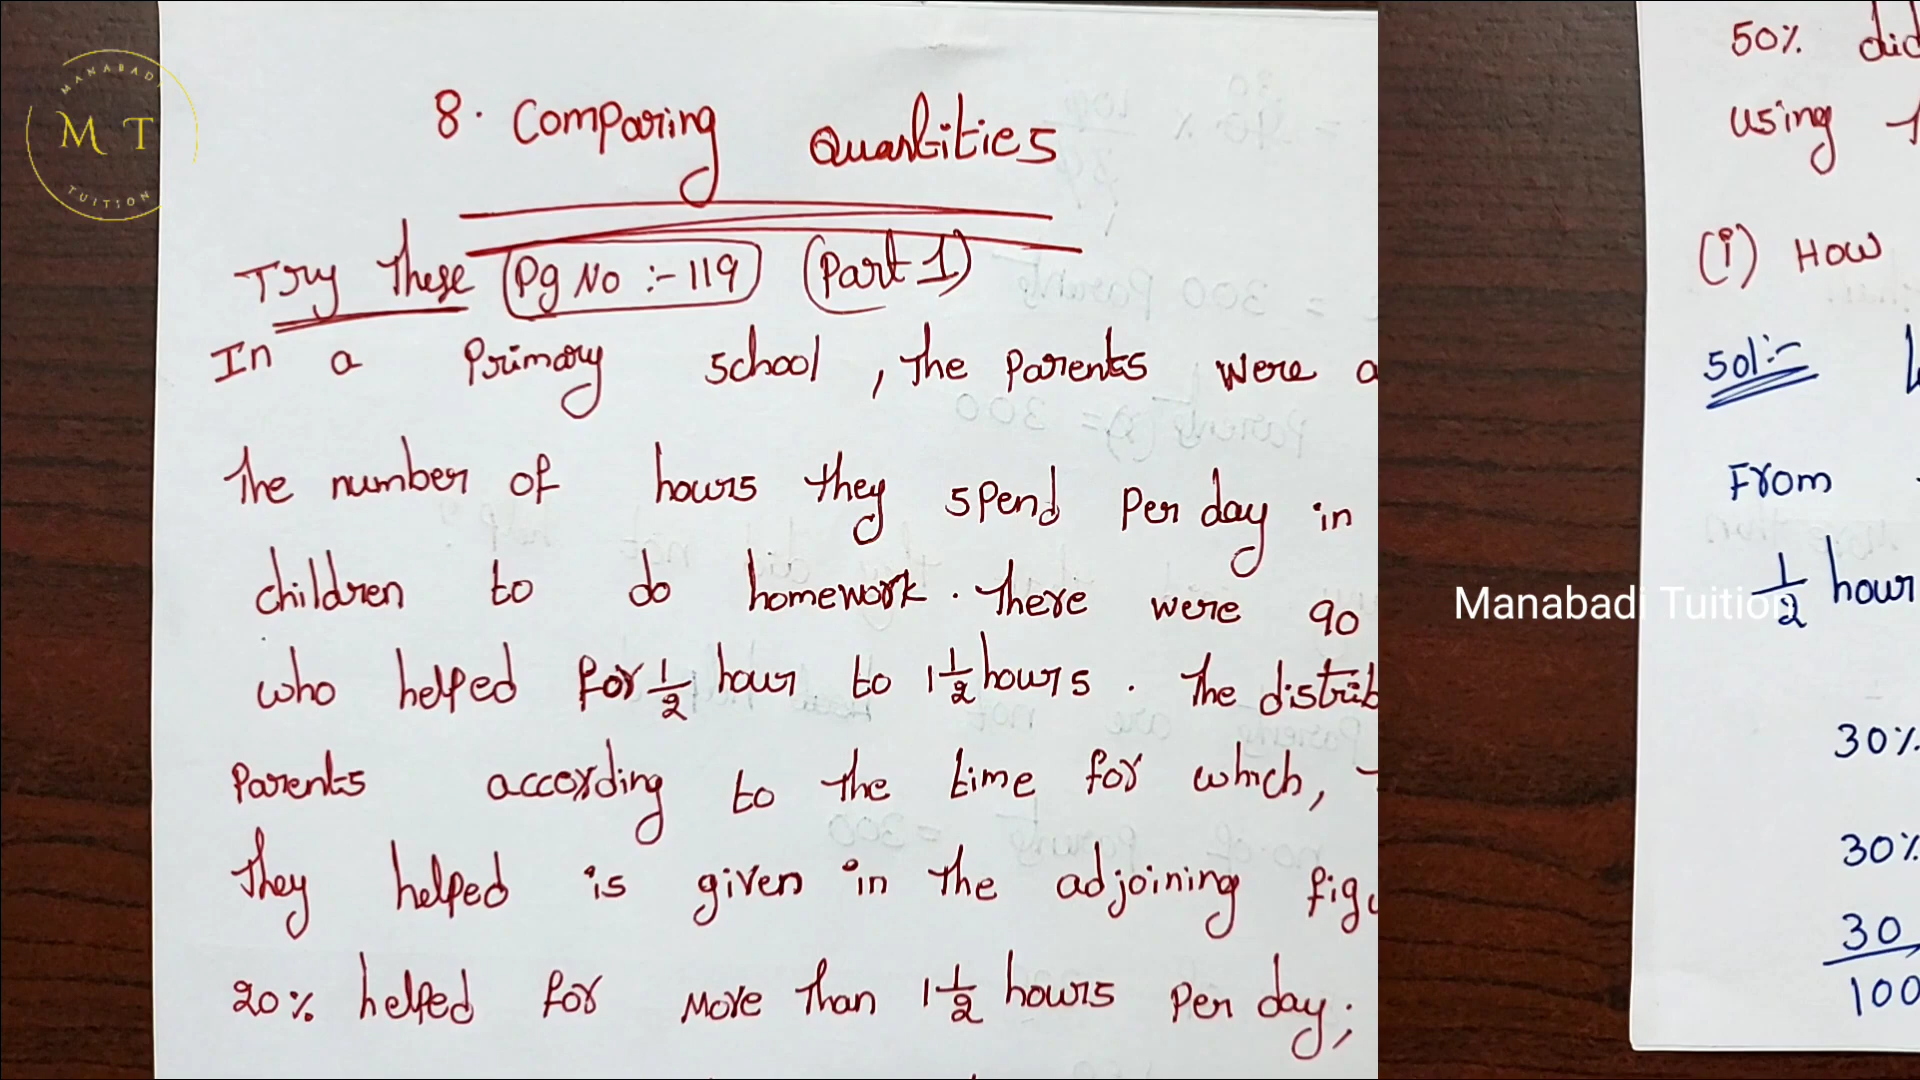 MANABADI
M T
TUITION
8. Comparing Quantities
Try These Pg No :- 119 (Part 1)
In a Primary school, the Parents were a
The number of hours they spend Per day in
children to do homework. There were 90
who helped for 1/2 hour to 1 1/2 hours. The distrib
Parents according to the time for which,
They helped is given in the adjoining figu
20% helped for More than 1 1/2 hours Per day;
50% did
using
(i) How
Sol:-
From
1/2 hour
30%
30%
30
100
Manabadi Tuition